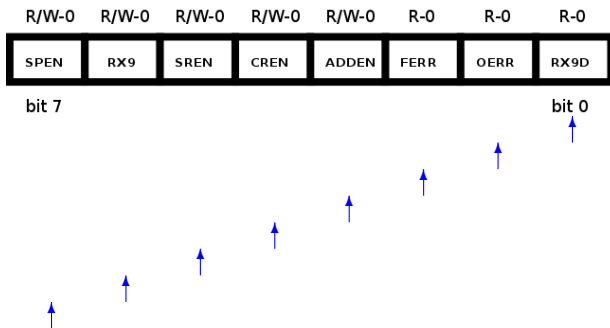 R/W-0 R/W-0 R/W-0 R/W-0 R/W-0 R-0 R-0 R-0
SPEN RX9 SREN CREN ADDEN FERR OERR RX9D
bit 7 bit 0